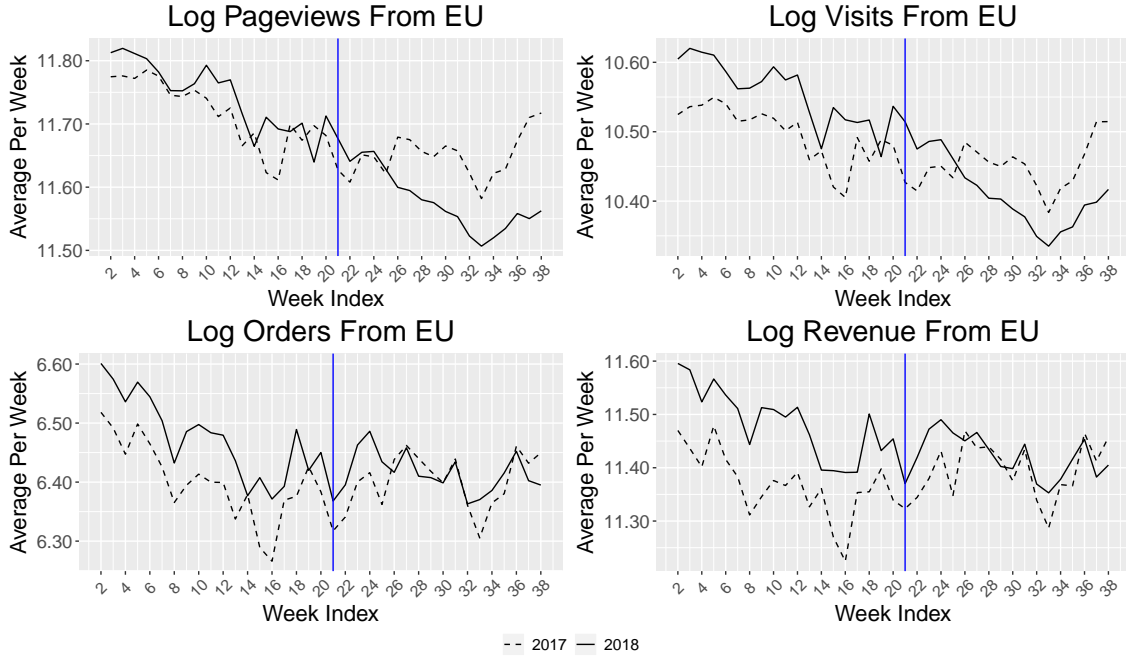 Log Pageviews From EU
Average Per Week
11.80
11.70
11.60
11.50
2 4 6 8 10 12 14 16 18 20 22 24 26 28 30 32 34 36 38
Week Index
Log Visits From EU
Average Per Week
10.60
10.50
10.40
2 4 6 8 10 12 14 16 18 20 22 24 26 28 30 32 34 36 38
Week Index
Log Orders From EU
Average Per Week
6.60
6.50
6.40
6.30
2 4 6 8 10 12 14 16 18 20 22 24 26 28 30 32 34 36 38
Week Index
Log Revenue From EU
Average Per Week
11.60
11.50
11.40
11.30
2 4 6 8 10 12 14 16 18 20 22 24 26 28 30 32 34 36 38
Week Index
2017 2018